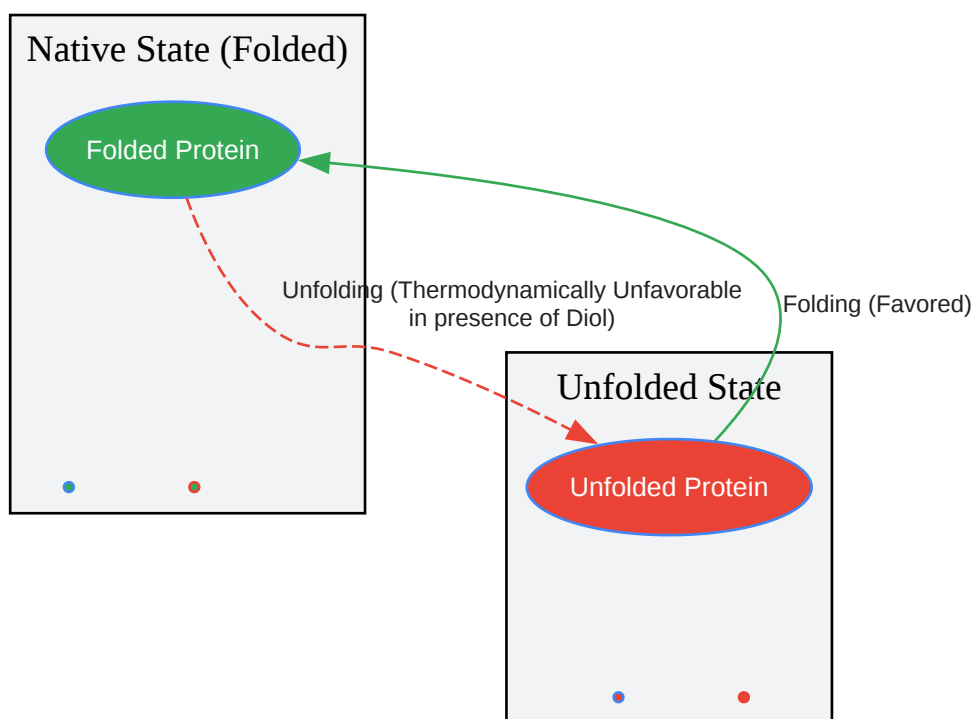 Native State (Folded)
Folded Protein
Unfolding (Thermodynamically Unfavorable
in presence of Diol)
Folding (Favored)
Unfolded State
Unfolded Protein